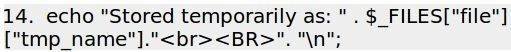 14.  echo "Stored temporarily as: " . $_FILES["file"]
["tmp_name"]."<br><BR>". "\n";